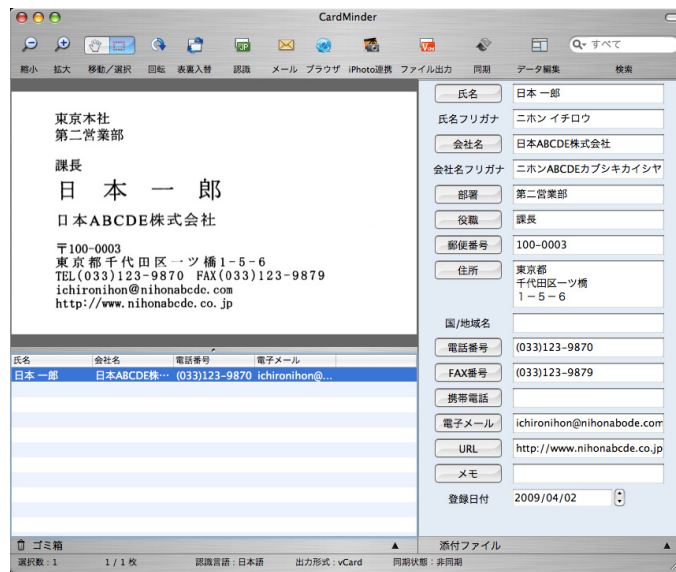 CardMinder
すべて
縮小 拡大 移動/選択 回転 表裏入替 認識 メール ブラウザ iPhoto連携 ファイル出力 同期 データ編集 検索
東京本社
第二営業部
課長
日 本 一 郎
日本ABCDE株式会社
〒100-0003
東京都千代田区一ツ橋1-5-6
TEL(033)123-9870 FAX(033)123-9879
ichironihon@nihonabcdc.com
http://www.nihonabcdc.co.jp
氏名 会社名 電話番号 電子メール
日本 一郎 日本ABCDE株… (033)123-9870 ichironihon@...
ゴミ箱
氏名 日本 一郎
氏名フリガナ ニホン イチロウ
会社名 日本ABCDE株式会社
会社名フリガナ ニホンABCDEカブシキカイシヤ
部署 第二営業部
役職 課長
郵便番号 100-0003
住所 東京都
千代田区一ツ橋
1－5－6
国/地域名
電話番号 (033)123-9870
FAX番号 (033)123-9879
携帯電話
電子メール ichironihon@nihonabode.com
URL http://www.nihonabcde.co.jp
メモ
登録日付 2009/04/02
添付ファイル
選択数：1 1 / 1 枚 認識言語：日本語 出力形式：vCard 同期状態：非同期